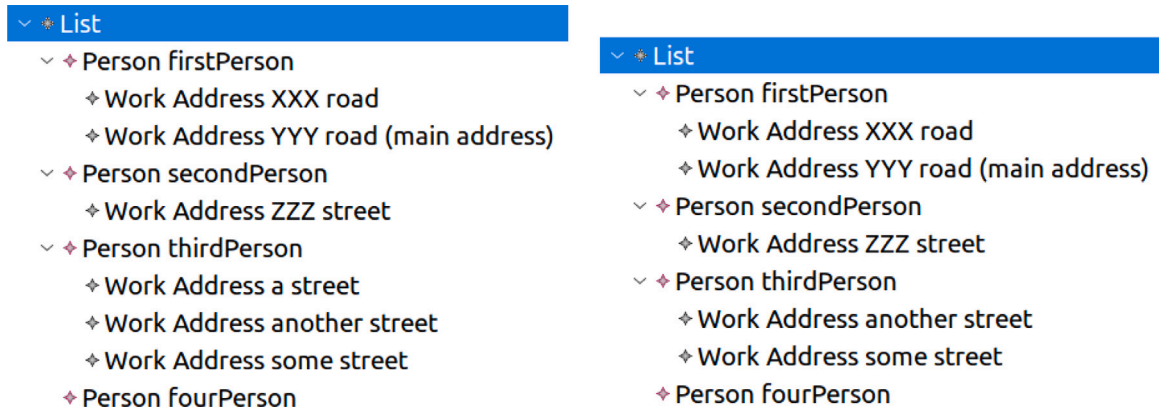 List
Person firstPerson
Work Address XXX road
Work Address YYY road (main address)
Person secondPerson
Work Address ZZZ street
Person thirdPerson
Work Address a street
Work Address another street
Work Address some street
Person fourPerson
List
Person firstPerson
Work Address XXX road
Work Address YYY road (main address)
Person secondPerson
Work Address ZZZ street
Person thirdPerson
Work Address another street
Work Address some street
Person fourPerson